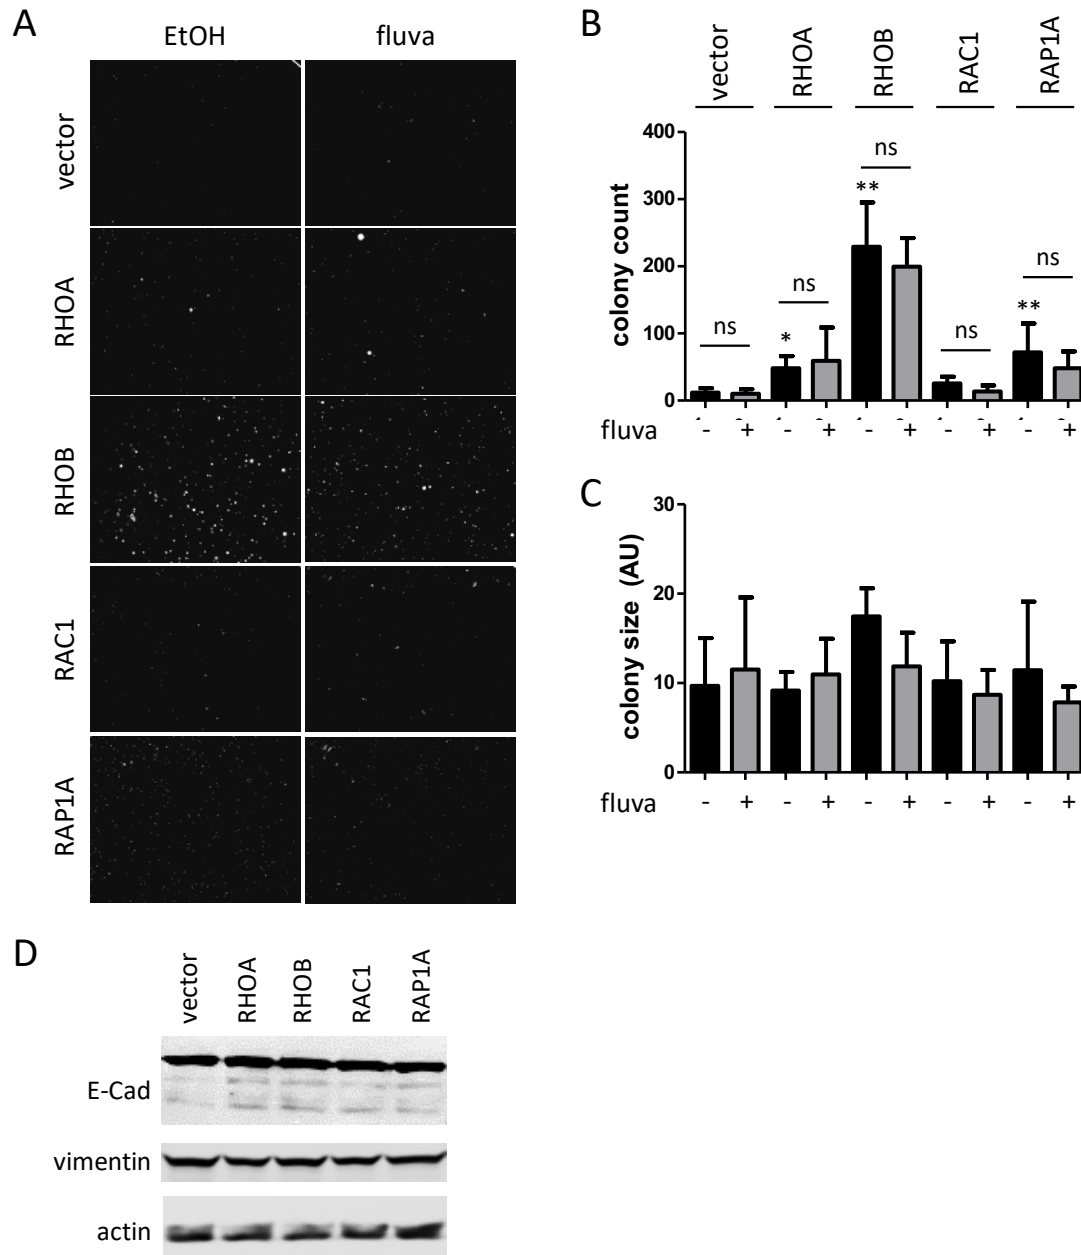 A
EtOH fluva
vector
RHOA
RHOB
RAC1
RAP1A
B
vector RHOA RHOB RAC1 RAP1A
colony count
400
300
200
100
0
ns
* ns
** ns
ns
** ns
fluva - + - + - + - + - +
C
colony size (AU)
30
20
10
0
fluva - + - + - + - + - +
D
vector RHOA RHOB RAC1 RAP1A
E-Cad
vimentin
actin